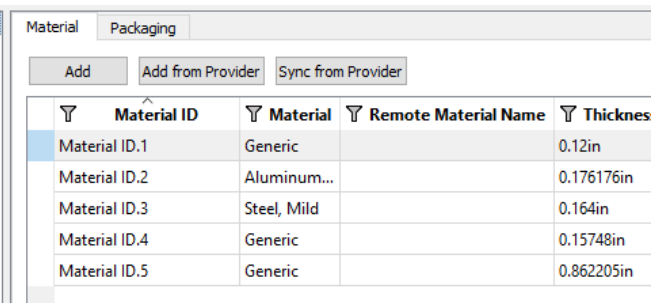 Material Packaging
Add Add from Provider Sync from Provider
Material ID Material Remote Material Name Thicknes
Material ID.1 Generic 0.12in
Material ID.2 Aluminum... 0.176176in
Material ID.3 Steel, Mild 0.164in
Material ID.4 Generic 0.15748in
Material ID.5 Generic 0.862205in